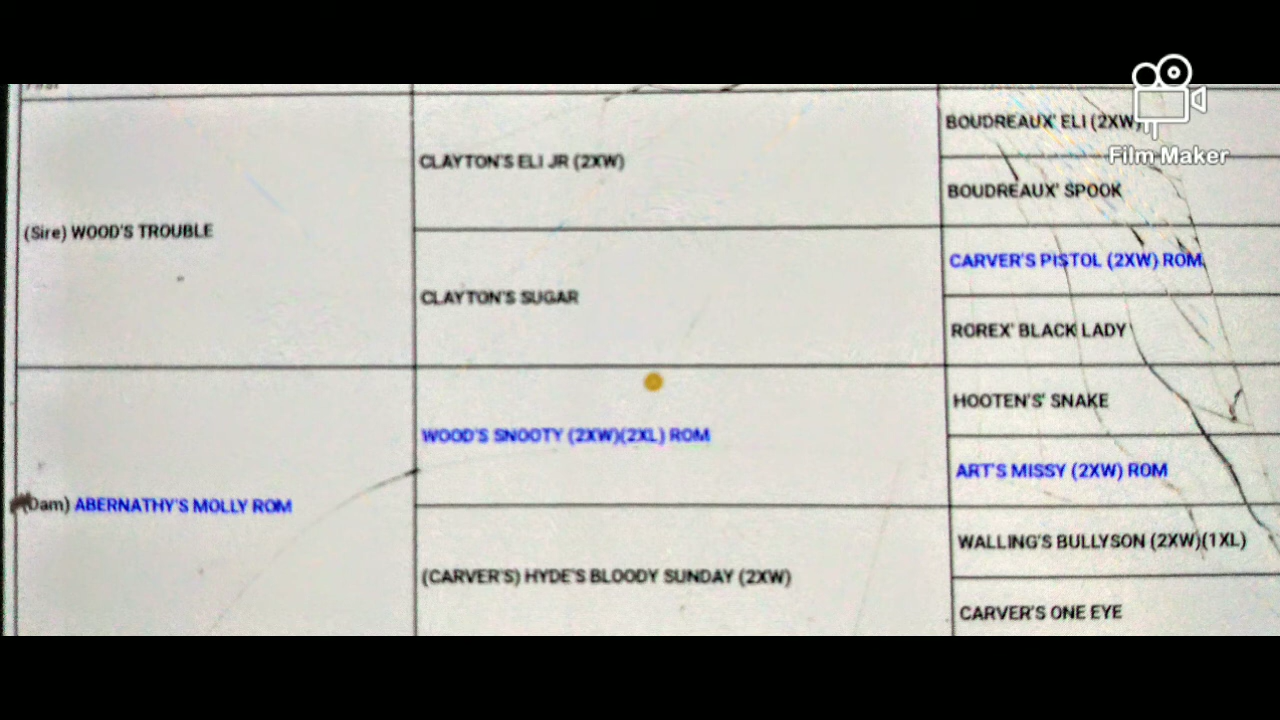 BOUDREAUX' ELI (2XW)
CLAYTON'S ELI JR (2XW)
Film Maker
BOUDREAUX' SPOOK
(Sire) WOOD'S TROUBLE
CARVER'S PISTOL (2XW) ROM
CLAYTON'S SUGAR
ROREX' BLACK LADY
HOOTEN'S' SNAKE
WOOD'S SNOOTY (2XW)(2XL) ROM
ART'S MISSY (2XW) ROM
(Dam) ABERNATHY'S MOLLY ROM
WALLING'S BULLYSON (2XW)(1XL)
(CARVER'S) HYDE'S BLOODY SUNDAY (2XW)
CARVER'S ONE EYE